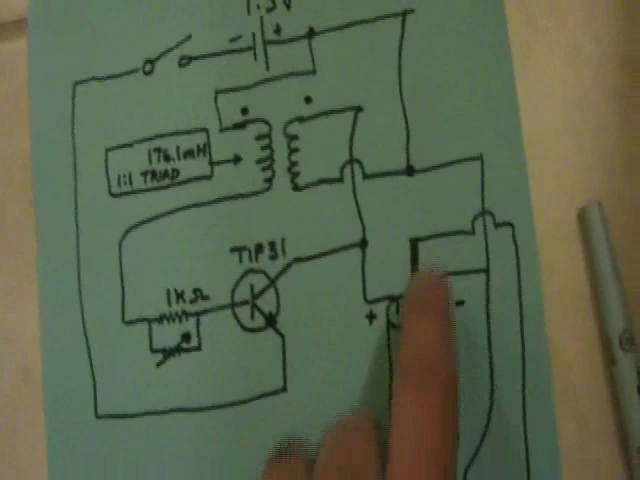 1.5V
- +
176.1mH
1:1 TRIAD
TIP31
1KΩ
+ -